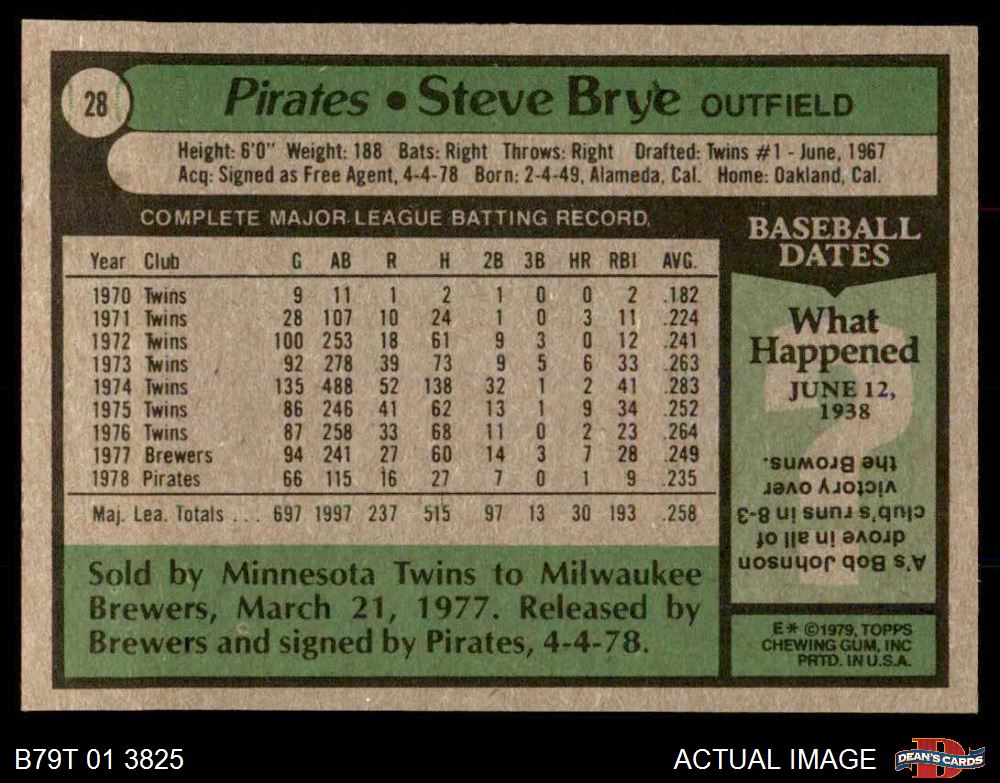 28
Pirates • Steve Brye OUTFIELD
Height: 6'0" Weight: 188 Bats: Right Throws: Right Drafted: Twins #1 - June, 1967
Acq: Signed as Free Agent, 4-4-78 Born: 2-4-49, Alameda, Cal. Home: Oakland, Cal.
COMPLETE MAJOR LEAGUE BATTING RECORD.
Year Club G AB R H 2B 3B HR RBI AVG.
1970 Twins 9 11 1 2 1 0 0 2 .182
1971 Twins 28 107 10 24 1 0 3 11 .224
1972 Twins 100 253 18 61 9 3 0 12 .241
1973 Twins 92 278 39 73 9 5 6 33 .263
1974 Twins 135 488 52 138 32 1 2 41 .283
1975 Twins 86 246 41 62 13 1 9 34 .252
1976 Twins 87 258 33 68 11 0 2 23 .264
1977 Brewers 94 241 27 60 14 3 7 28 .249
1978 Pirates 66 115 16 27 7 0 1 9 .235
Maj. Lea. Totals ... 697 1997 237 515 97 13 30 193 .258
Sold by Minnesota Twins to Milwaukee
Brewers, March 21, 1977. Released by
Brewers and signed by Pirates, 4-4-78.
BASEBALL
DATES
What
Happened
JUNE 12,
1938
A's Bob Johnson
drove in all of
club's runs in 8-3
victory over
the Browns.
E* ©1979, TOPPS
CHEWING GUM, INC
PRTD. IN U.S.A.
B79T 01 3825
ACTUAL IMAGE
DEAN'S CARDS